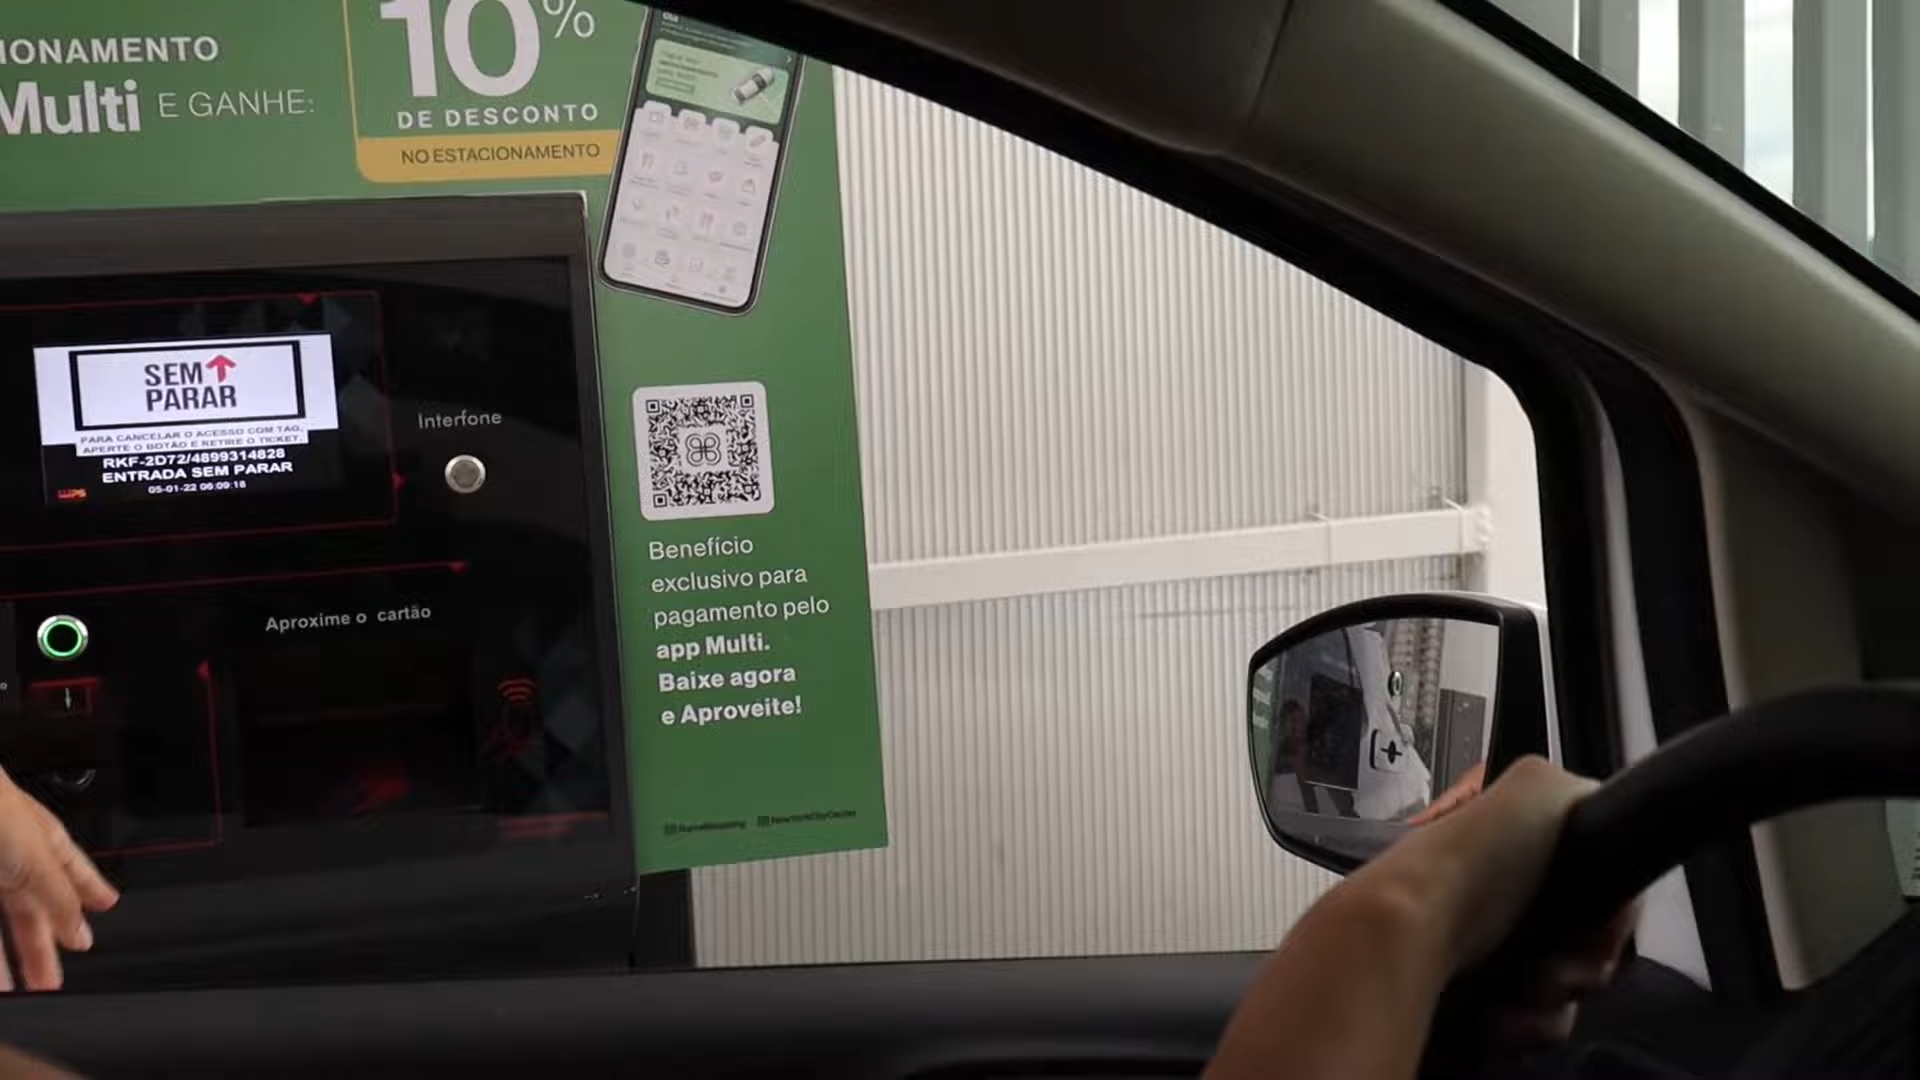 IONAMENTO
Multi E GANHE:
10%
DE DESCONTO
NO ESTACIONAMENTO
SEM
PARAR
PARA CANCELAR O ACESSO COM TAG,
APERTE O BOTÃO E RETIRE O TICKET.
RKF-2D72/4899314828
ENTRADA SEM PARAR
05-01-22 06:09:18
WPS
Interfone
Aproxime o cartão
Benefício
exclusivo para
pagamento pelo
app Multi.
Baixe agora
e Aproveite!